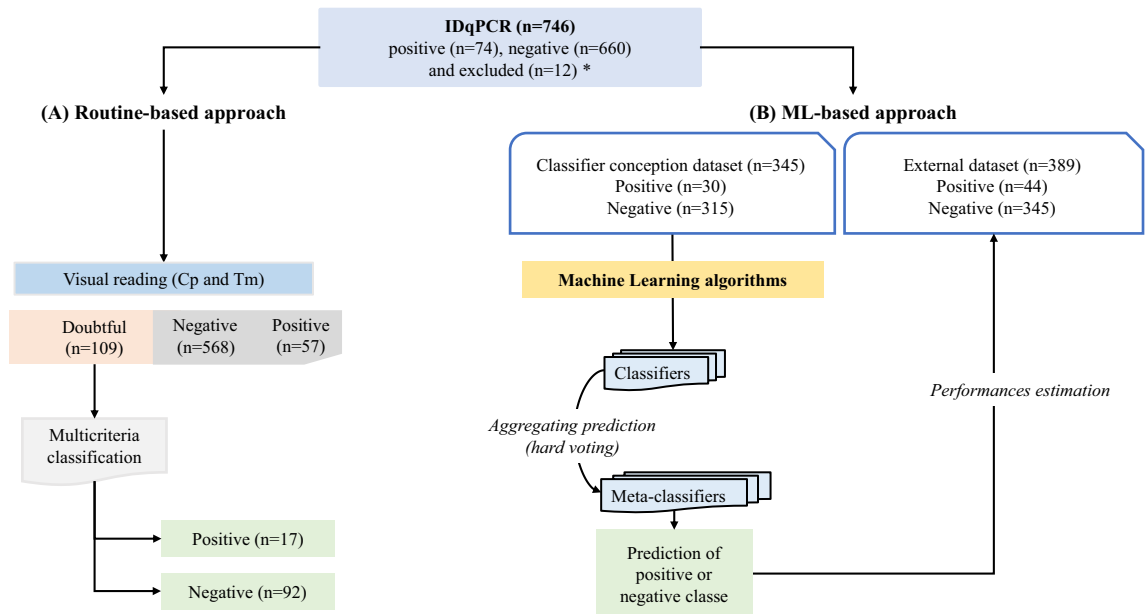 IDqPCR (n=746)
positive (n=74), negative (n=660)
and excluded (n=12) *
(A) Routine-based approach
(B) ML-based approach
Classifier conception dataset (n=345)
Positive (n=30)
Negative (n=315)
External dataset (n=389)
Positive (n=44)
Negative (n=345)
Visual reading (Cp and Tm)
Machine Learning algorithms
Doubtful
(n=109)
Negative
(n=568)
Positive
(n=57)
Classifiers
Performances estimation
Aggregating prediction
(hard voting)
Multicriteria
classification
Meta-classifiers
Positive (n=17)
Negative (n=92)
Prediction of
positive or
negative classe